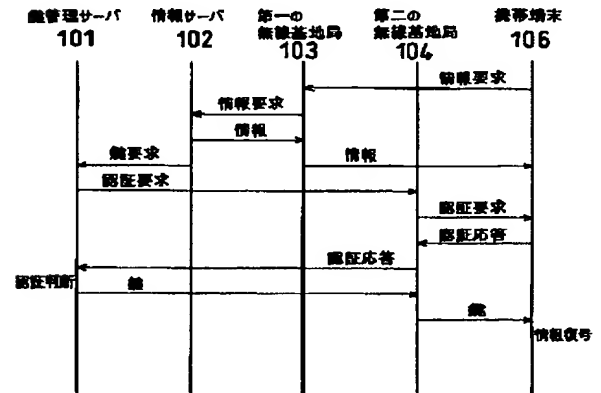 鍵管理サーバ
101
情報サーバ
102
第一の
無線基地局
103
第二の
無線基地局
104
携帯端末
106
情報要求
情報要求
情報
鍵要求
情報
認証要求
認証要求
認証応答
認証応答
認証判断
鍵
鍵
情報復号